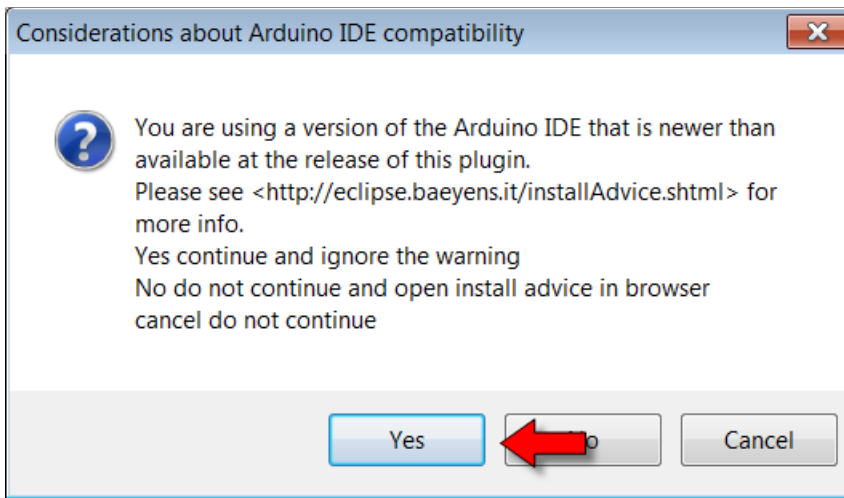 Considerations about Arduino IDE compatibility
You are using a version of the Arduino IDE that is newer than
available at the release of this plugin.
Please see <http://eclipse.baeyens.it/installAdvice.shtml> for
more info.
Yes continue and ignore the warning
No do not continue and open install advice in browser
cancel do not continue
Yes
Cancel